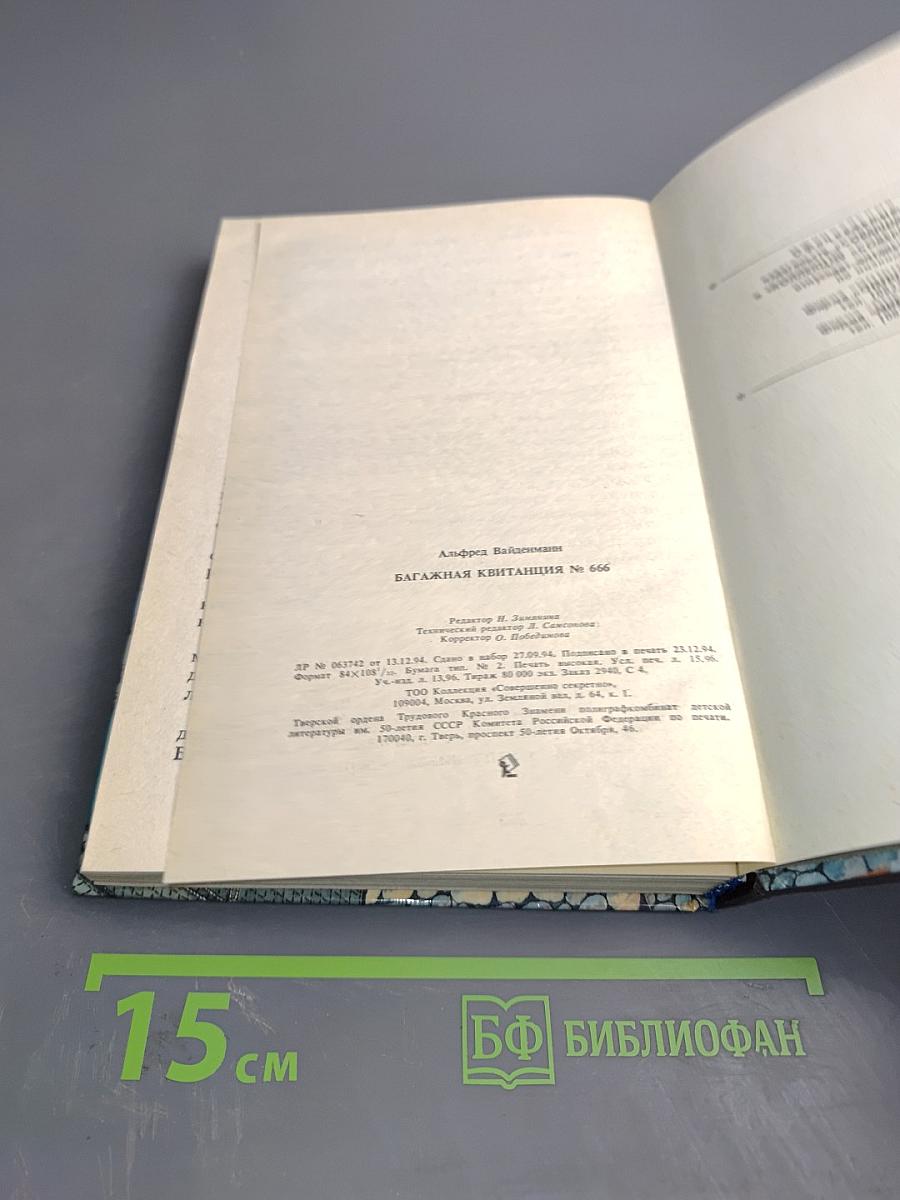 Альфред Вайденманн
БАГАЖНАЯ КВИТАНЦИЯ № 666
Редактор Н. Зимянина
Технический редактор Л. Самсонова
Корректор О. Победимова
ЛР № 063742 от 13.12.94. Сдано в набор 27.09.94. Подписано в печать 23.12.94.
Формат 84×108¹/₃₂. Бумага тип. № 2. Печать высокая. Усл. печ. л. 15,96.
Уч.-изд. л. 13,96. Тираж 80 000 экз. Заказ 2940, С 4.
ТОО Коллекция «Совершенно секретно»,
109004, Москва, ул. Земляной вал, д. 64, к. 1.
Тверской ордена Трудового Красного Знамени полиграфкомбинат детской
литературы им. 50-летия СССР Комитета Российской Федерации по печати.
170040, г. Тверь, проспект 50-летия Октября, 46.
15 см
БФ БИБЛИОФАН